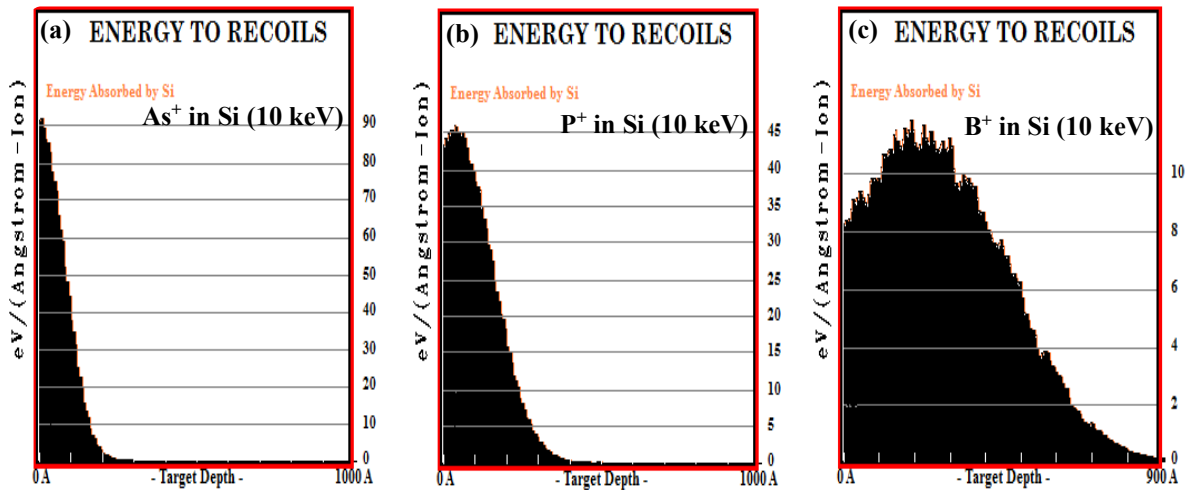 (a) ENERGY TO RECOILS
Energy Absorbed by Si
As⁺ in Si (10 keV)
eV/(Angstrom-Ion)
90
80
70
60
50
40
30
20
10
0
0 A
- Target Depth -
1000 A
(b) ENERGY TO RECOILS
Energy Absorbed by Si
P⁺ in Si (10 keV)
eV/(Angstrom-Ion)
45
40
35
30
25
20
15
10
5
0
0 A
- Target Depth -
1000 A
(c) ENERGY TO RECOILS
Energy Absorbed by Si
B⁺ in Si (10 keV)
eV/(Angstrom-Ion)
10
8
6
4
2
0
0 A
- Target Depth -
900 A